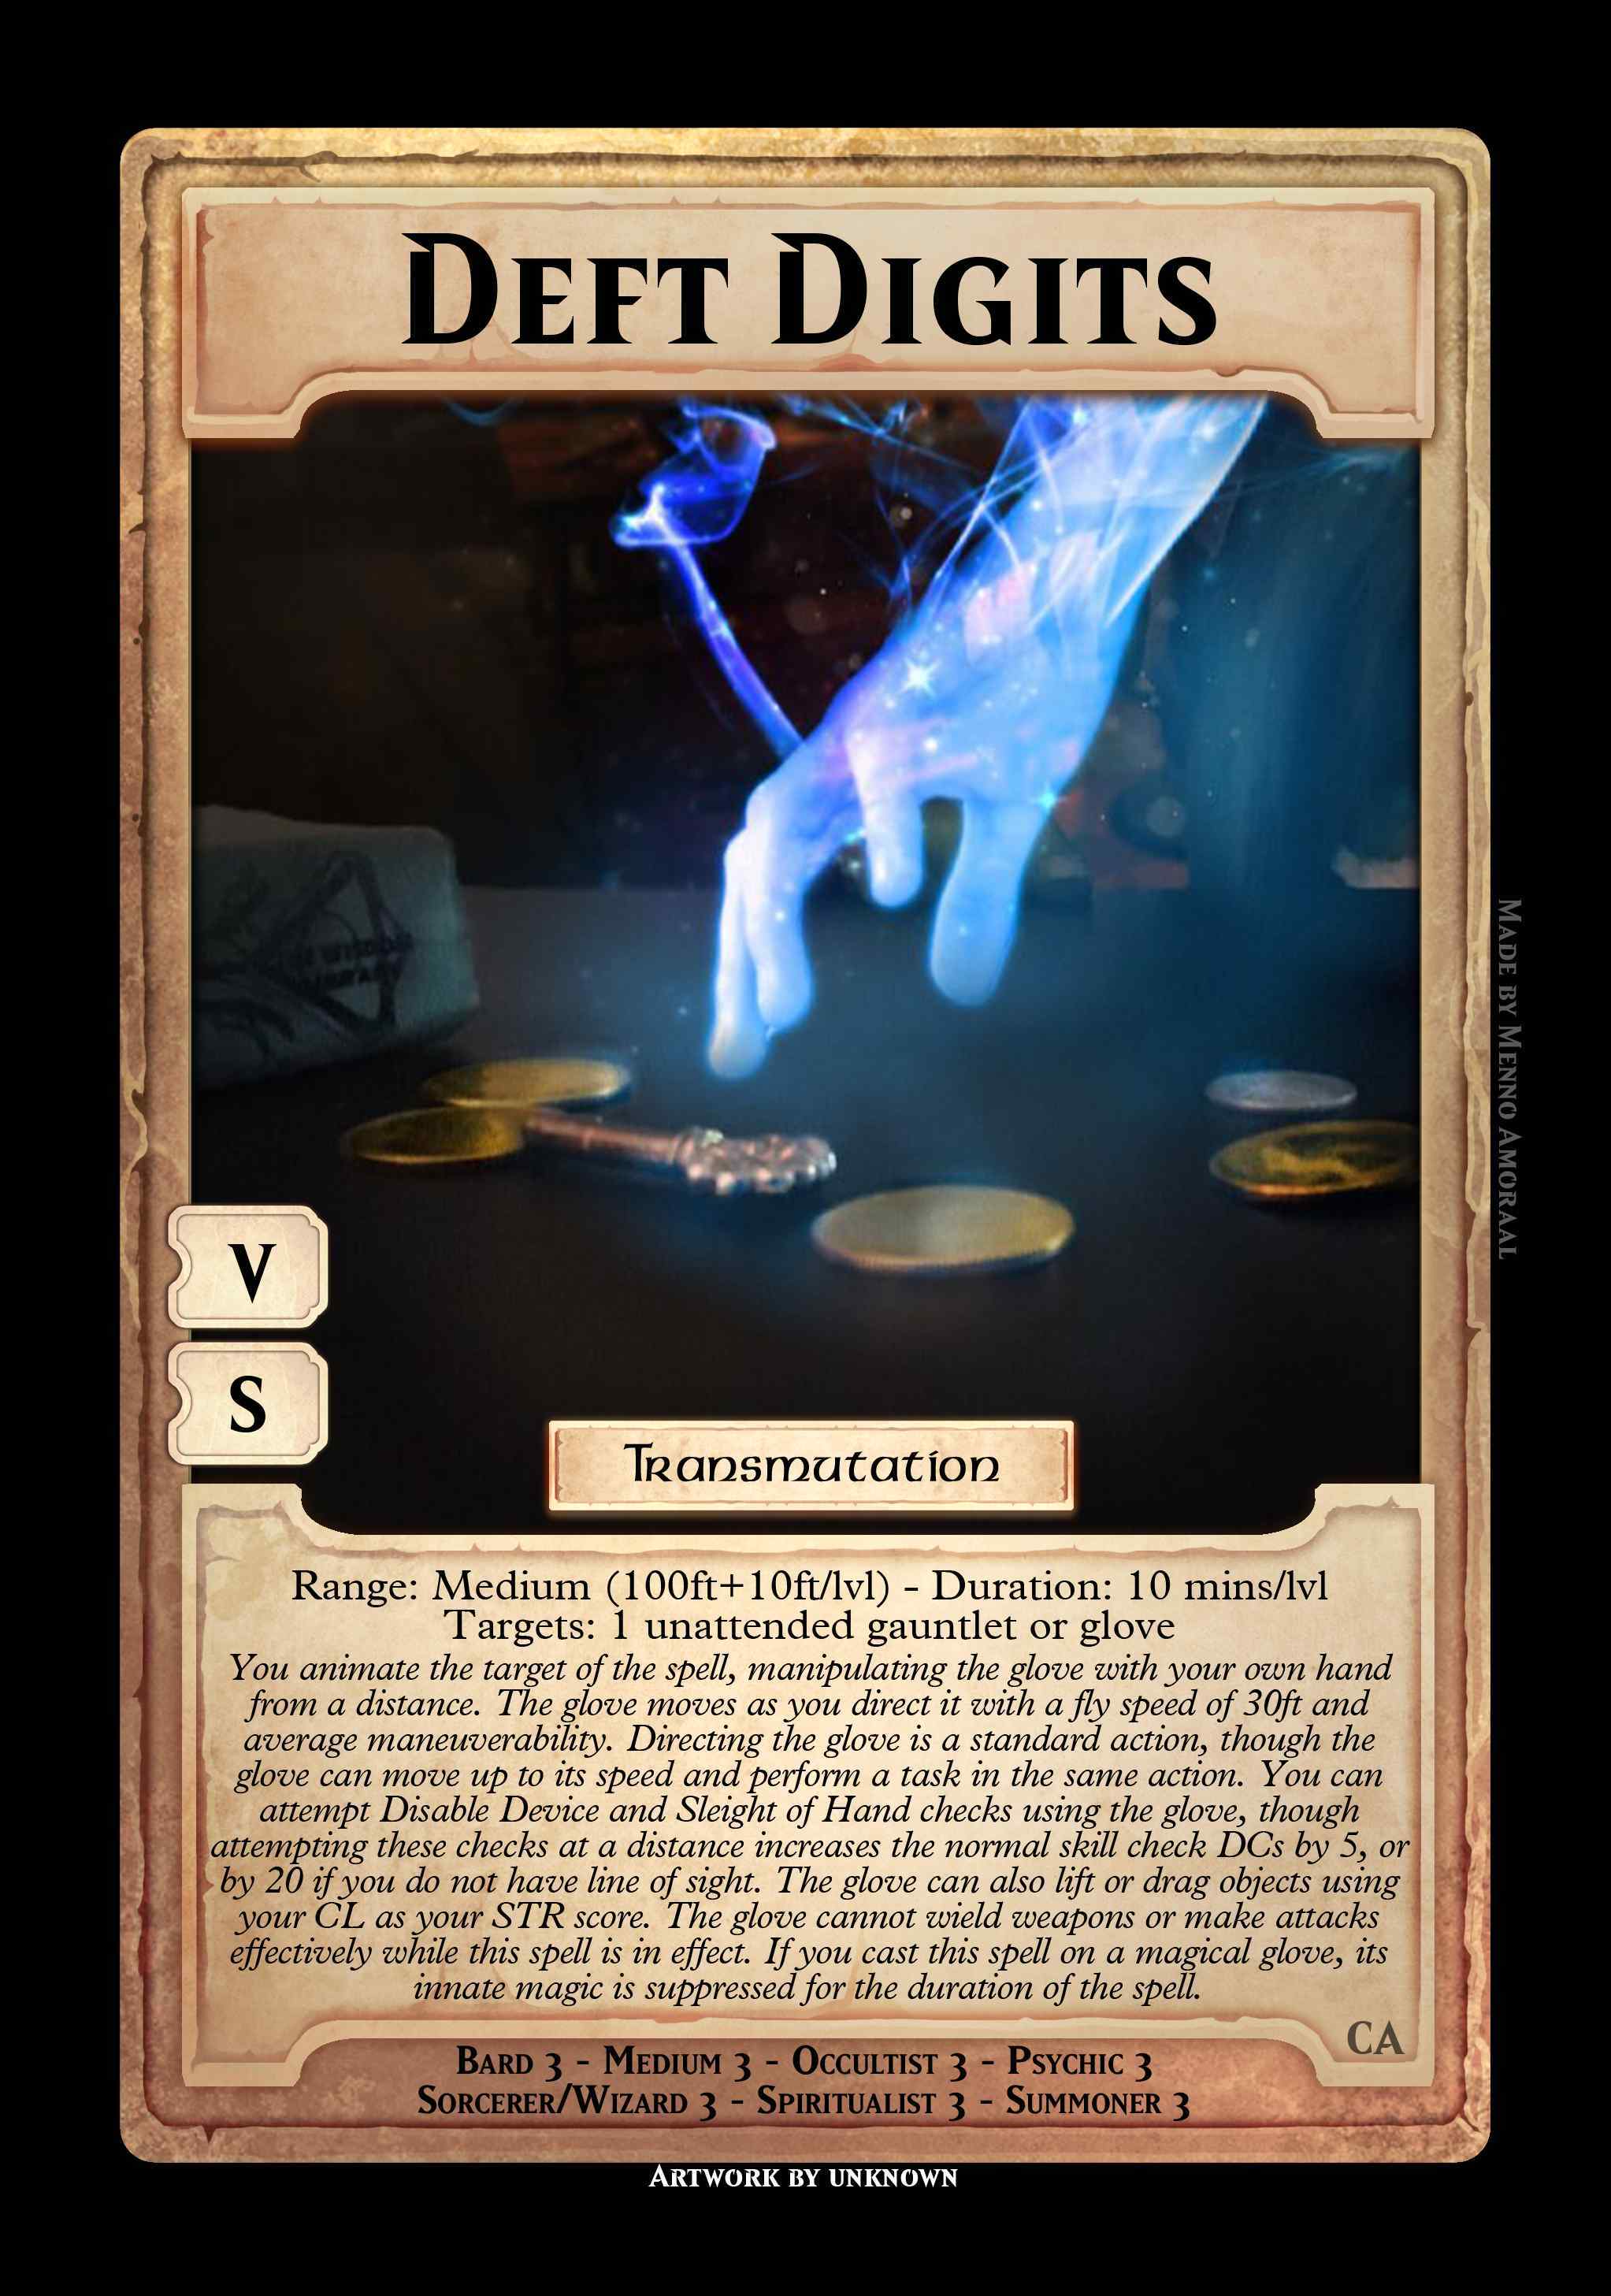 Deft Digits
V
S
Transmutation
Range: Medium (100ft+10ft/lvl) - Duration: 10 mins/lvl
Targets: 1 unattended gauntlet or glove
You animate the target of the spell, manipulating the glove with your own hand
from a distance. The glove moves as you direct it with a fly speed of 30ft and
average maneuverability. Directing the glove is a standard action, though the
glove can move up to its speed and perform a task in the same action. You can
attempt Disable Device and Sleight of Hand checks using the glove, though
attempting these checks at a distance increases the normal skill check DCs by 5, or
by 20 if you do not have line of sight. The glove can also lift or drag objects using
your CL as your STR score. The glove cannot wield weapons or make attacks
effectively while this spell is in effect. If you cast this spell on a magical glove, its
innate magic is suppressed for the duration of the spell.
CA
Bard 3 - Medium 3 - Occultist 3 - Psychic 3
Sorcerer/Wizard 3 - Spiritualist 3 - Summoner 3
Artwork by unknown
Made by Menno Amoraal